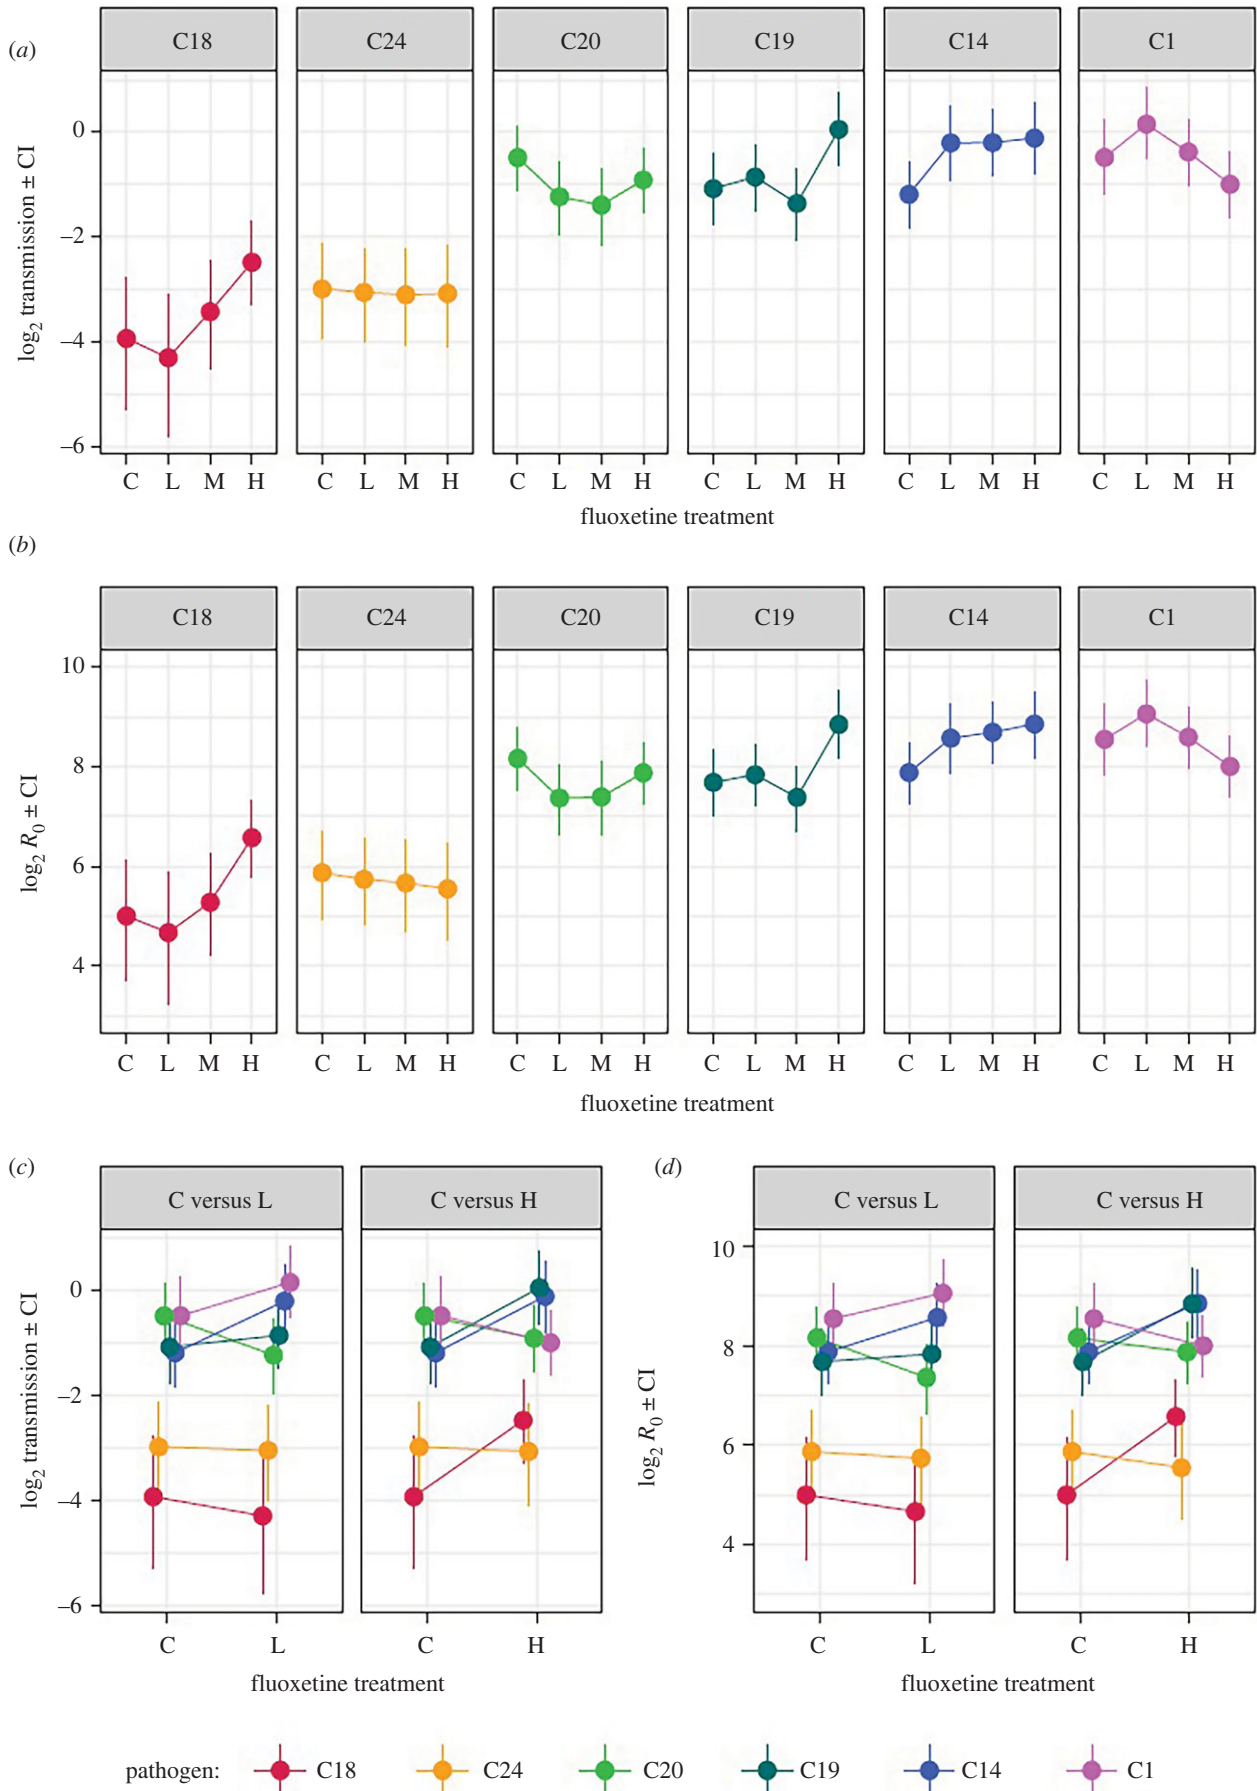 (a)
C18 C24 C20 C19 C14 C1
0
–2
–4
–6
log2 transmission ± CI
C L M H C L M H C L M H C L M H C L M H C L M H
fluoxetine treatment
(b)
C18 C24 C20 C19 C14 C1
10
8
6
4
log2 R0 ± CI
C L M H C L M H C L M H C L M H C L M H C L M H
fluoxetine treatment
(c)
C versus L C versus H
0
–2
–4
–6
log2 transmission ± CI
C L C H
fluoxetine treatment
(d)
C versus L C versus H
10
8
6
4
log2 R0 ± CI
C L C H
fluoxetine treatment
pathogen: C18 C24 C20 C19 C14 C1